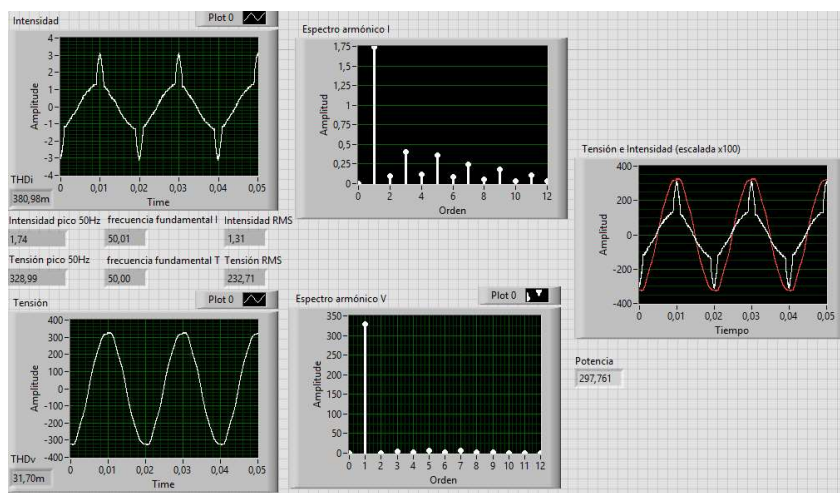 Intensidad
Plot 0
4
3
2
1
0
-1
-2
-3
-4
Amplitude
0
0,01
0,02
0,03
0,04
0,05
Time
THDi
380,98m
Intensidad pico 50Hz
frecuencia fundamental I
Intensidad RMS
1,74
50,01
1,31
Tensión pico 50Hz
frecuencia fundamental T
Tensión RMS
328,99
50,00
232,71
Tensión
Plot 0
400
300
200
100
0
-100
-200
-300
-400
Amplitude
0
0,01
0,02
0,03
0,04
0,05
Time
THDv
31,70m
Espectro armónico I
1,75
1,5
1,25
1
0,75
0,5
0,25
0
Amplitud
0 2 4 6 8 10 12
Orden
Espectro armónico V
Plot 0
350
300
250
200
150
100
50
0
Amplitude
0 1 2 3 4 5 6 7 8 9 10 11 12
Orden
Tensión e Intensidad (escalada x100)
400
200
0
-200
-400
Amplitud
0
0,01
0,02
0,03
0,04
0,05
Tiempo
Potencia
297,761